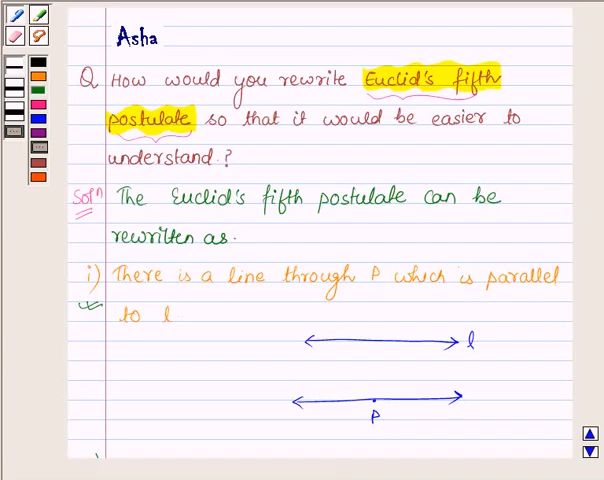 Asha
Q How would you rewrite Euclid's fifth
postulate, so that it would be easier to
understand.?
Solⁿ The Euclid's fifth postulate can be
rewritten as.
i) There is a line through P which is parallel
to l
l
P